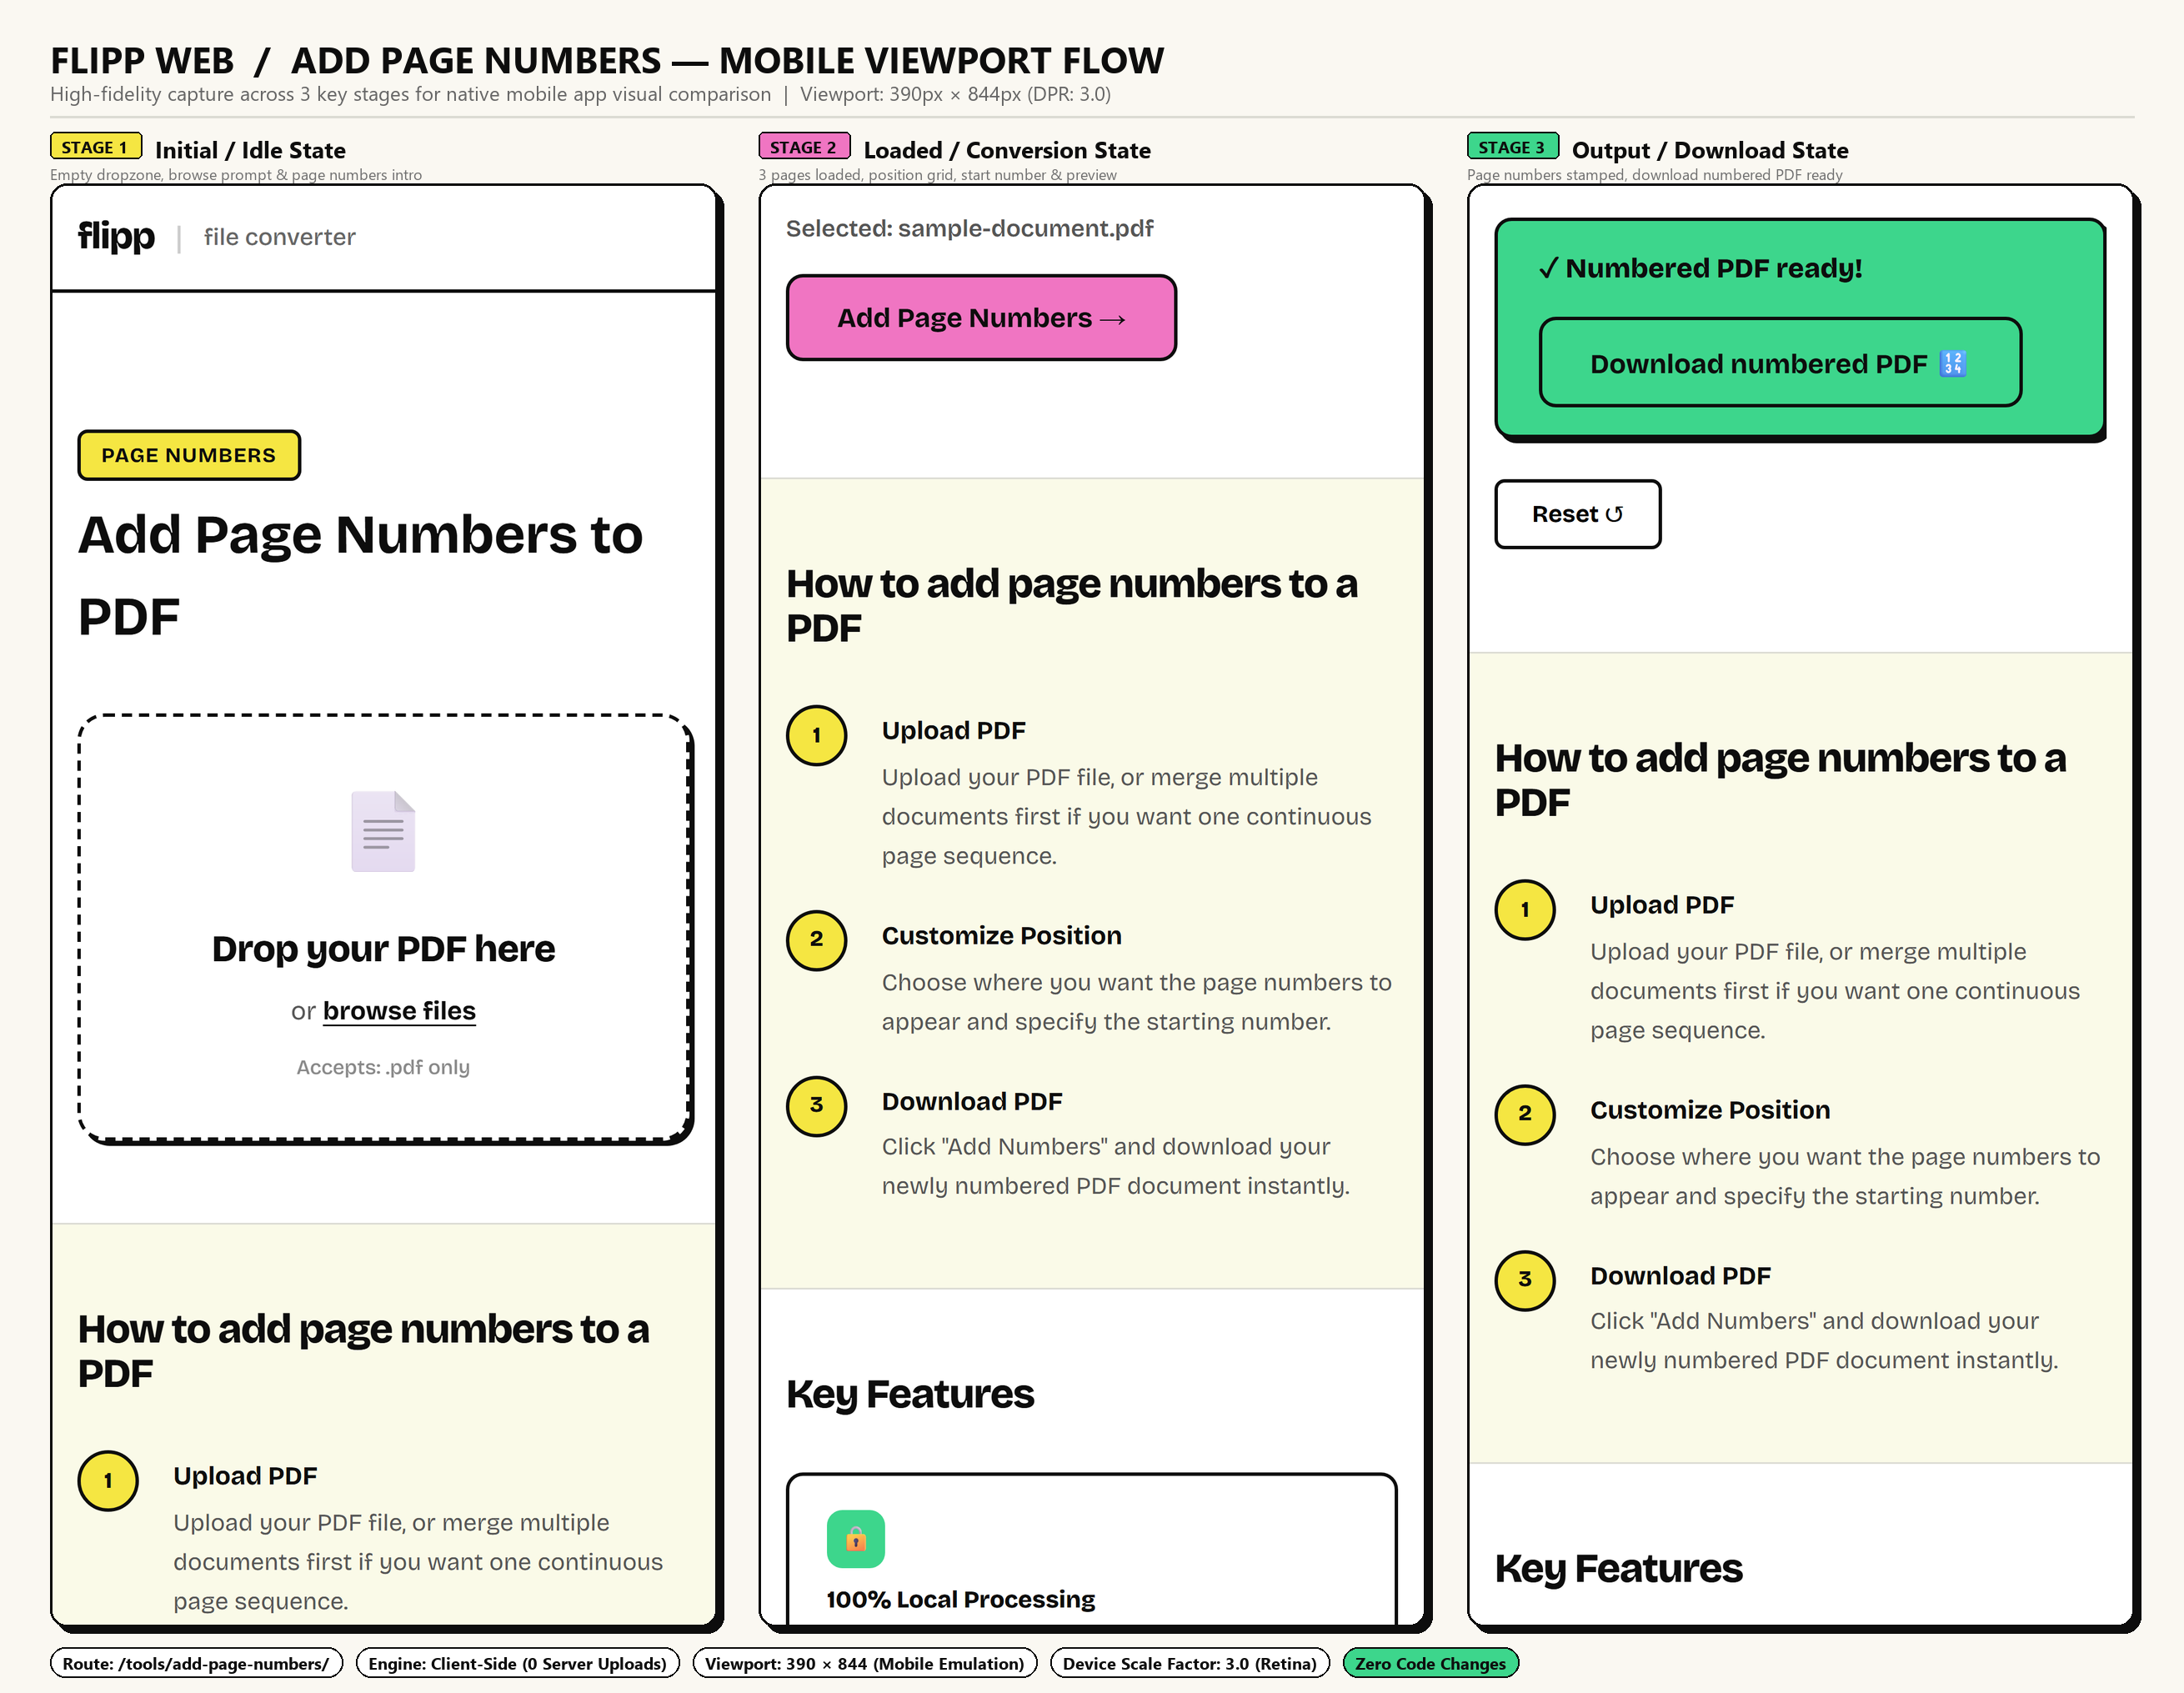 FLIPP WEB / ADD PAGE NUMBERS — MOBILE VIEWPORT FLOW
High-fidelity capture across 3 key stages for native mobile app visual comparison | Viewport: 390px × 844px (DPR: 3.0)
STAGE 1 Initial / Idle State
Empty dropzone, browse prompt & page numbers intro
flipp | file converter
PAGE NUMBERS
Add Page Numbers to
PDF
Drop your PDF here
or browse files
Accepts: .pdf only
How to add page numbers to a
PDF
1 Upload PDF
Upload your PDF file, or merge multiple
documents first if you want one continuous
page sequence.
STAGE 2 Loaded / Conversion State
3 pages loaded, position grid, start number & preview
Selected: sample-document.pdf
Add Page Numbers →
How to add page numbers to a
PDF
1 Upload PDF
Upload your PDF file, or merge multiple
documents first if you want one continuous
page sequence.
2 Customize Position
Choose where you want the page numbers to
appear and specify the starting number.
3 Download PDF
Click "Add Numbers" and download your
newly numbered PDF document instantly.
Key Features
100% Local Processing
STAGE 3 Output / Download State
Page numbers stamped, download numbered PDF ready
✓ Numbered PDF ready!
Download numbered PDF 🔢
Reset ↺
How to add page numbers to a
PDF
1 Upload PDF
Upload your PDF file, or merge multiple
documents first if you want one continuous
page sequence.
2 Customize Position
Choose where you want the page numbers to
appear and specify the starting number.
3 Download PDF
Click "Add Numbers" and download your
newly numbered PDF document instantly.
Key Features
Route: /tools/add-page-numbers/ Engine: Client-Side (0 Server Uploads) Viewport: 390 × 844 (Mobile Emulation) Device Scale Factor: 3.0 (Retina) Zero Code Changes